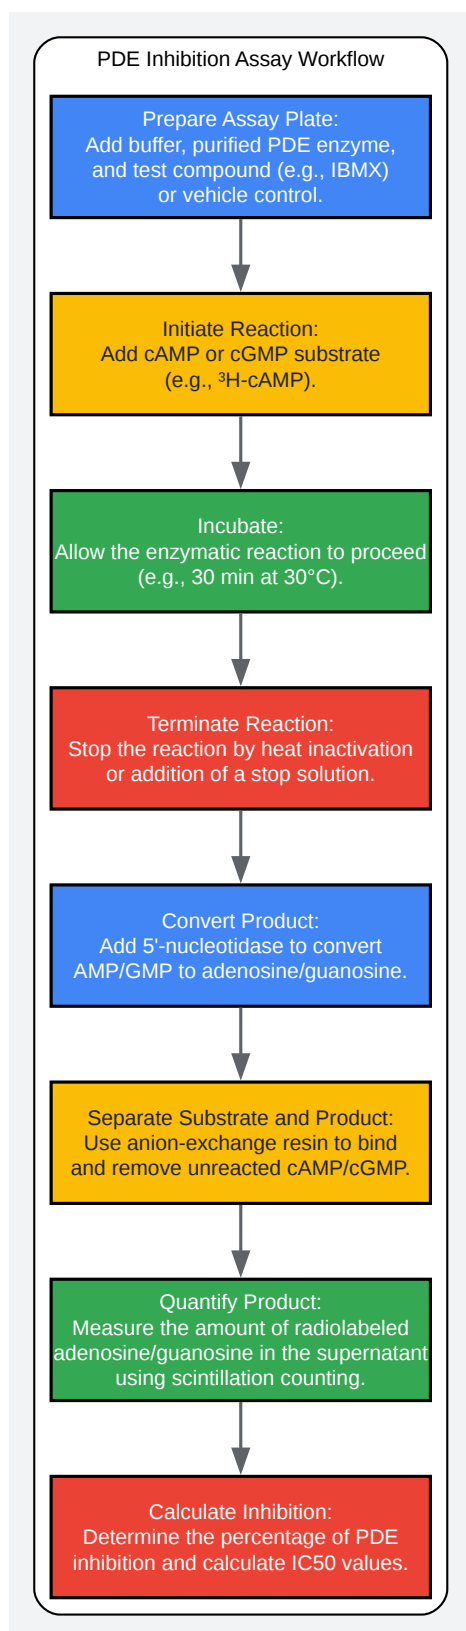 PDE Inhibition Assay Workflow
Prepare Assay Plate:
Add buffer, purified PDE enzyme,
and test compound (e.g., IBMX)
or vehicle control.
Initiate Reaction:
Add cAMP or cGMP substrate
(e.g., ³H-cAMP).
Incubate:
Allow the enzymatic reaction to proceed
(e.g., 30 min at 30°C).
Terminate Reaction:
Stop the reaction by heat inactivation
or addition of a stop solution.
Convert Product:
Add 5'-nucleotidase to convert
AMP/GMP to adenosine/guanosine.
Separate Substrate and Product:
Use anion-exchange resin to bind
and remove unreacted cAMP/cGMP.
Quantify Product:
Measure the amount of radiolabeled
adenosine/guanosine in the supernatant
using scintillation counting.
Calculate Inhibition:
Determine the percentage of PDE
inhibition and calculate IC50 values.